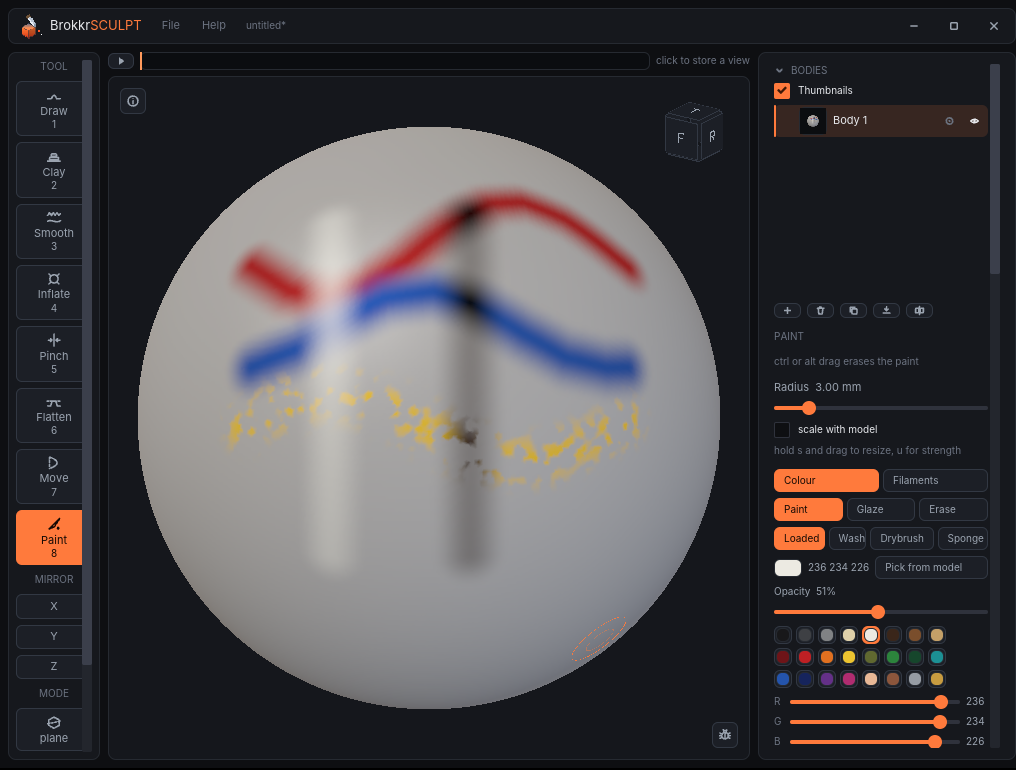 BrokkrSCULPT File Help untitled*
TOOL
Draw
1
Clay
2
Smooth
3
Inflate
4
Pinch
5
Flatten
6
Move
7
Paint
8
MIRROR
X
Y
Z
MODE
plane
click to store a view
F R
BODIES
Thumbnails
Body 1
PAINT
ctrl or alt drag erases the paint
Radius 3.00 mm
scale with model
hold s and drag to resize, u for strength
Colour Filaments
Paint Glaze Erase
Loaded Wash Drybrush Sponge
236 234 226 Pick from model
Opacity 51%
R 236
G 234
B 226